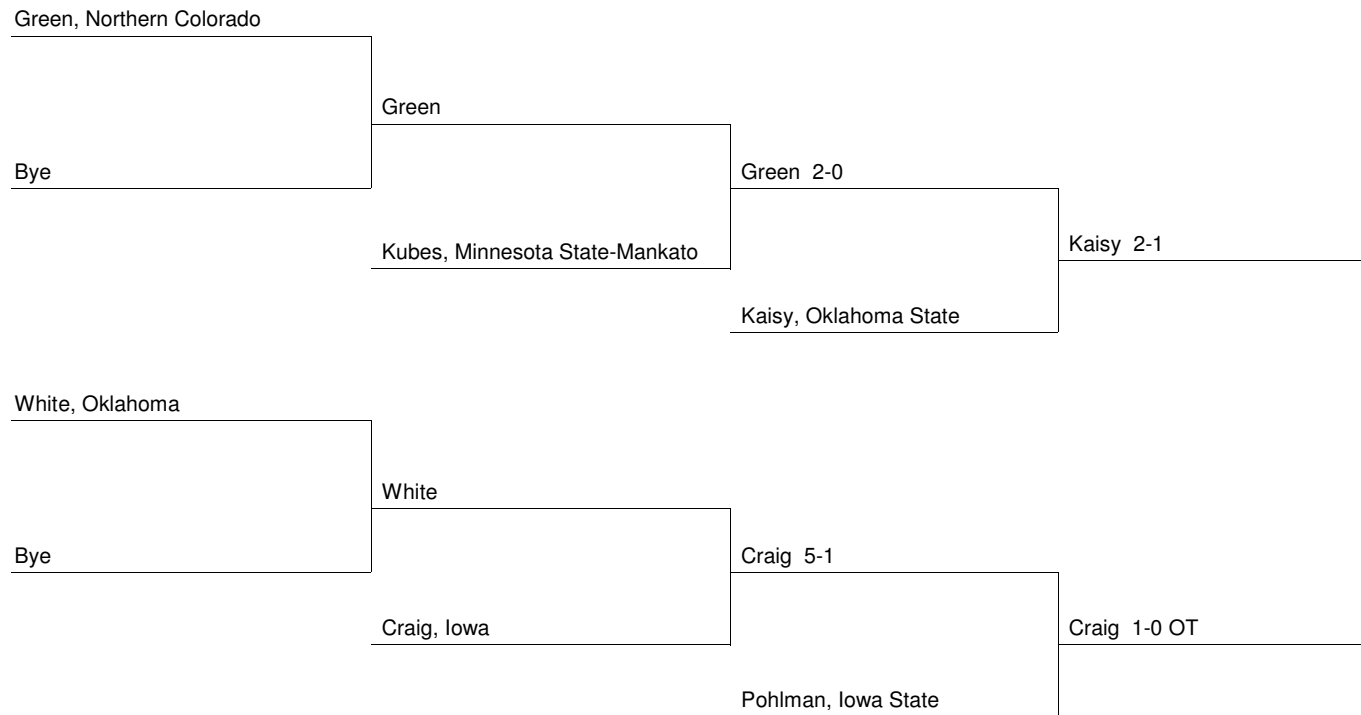 Green, Northern Colorado
Green
Bye
Green 2-0
Kaisy 2-1
Kubes, Minnesota State-Mankato
Kaisy, Oklahoma State
White, Oklahoma
White
Bye
Craig 5-1
Craig, Iowa
Craig 1-0 OT
Pohlman, Iowa State